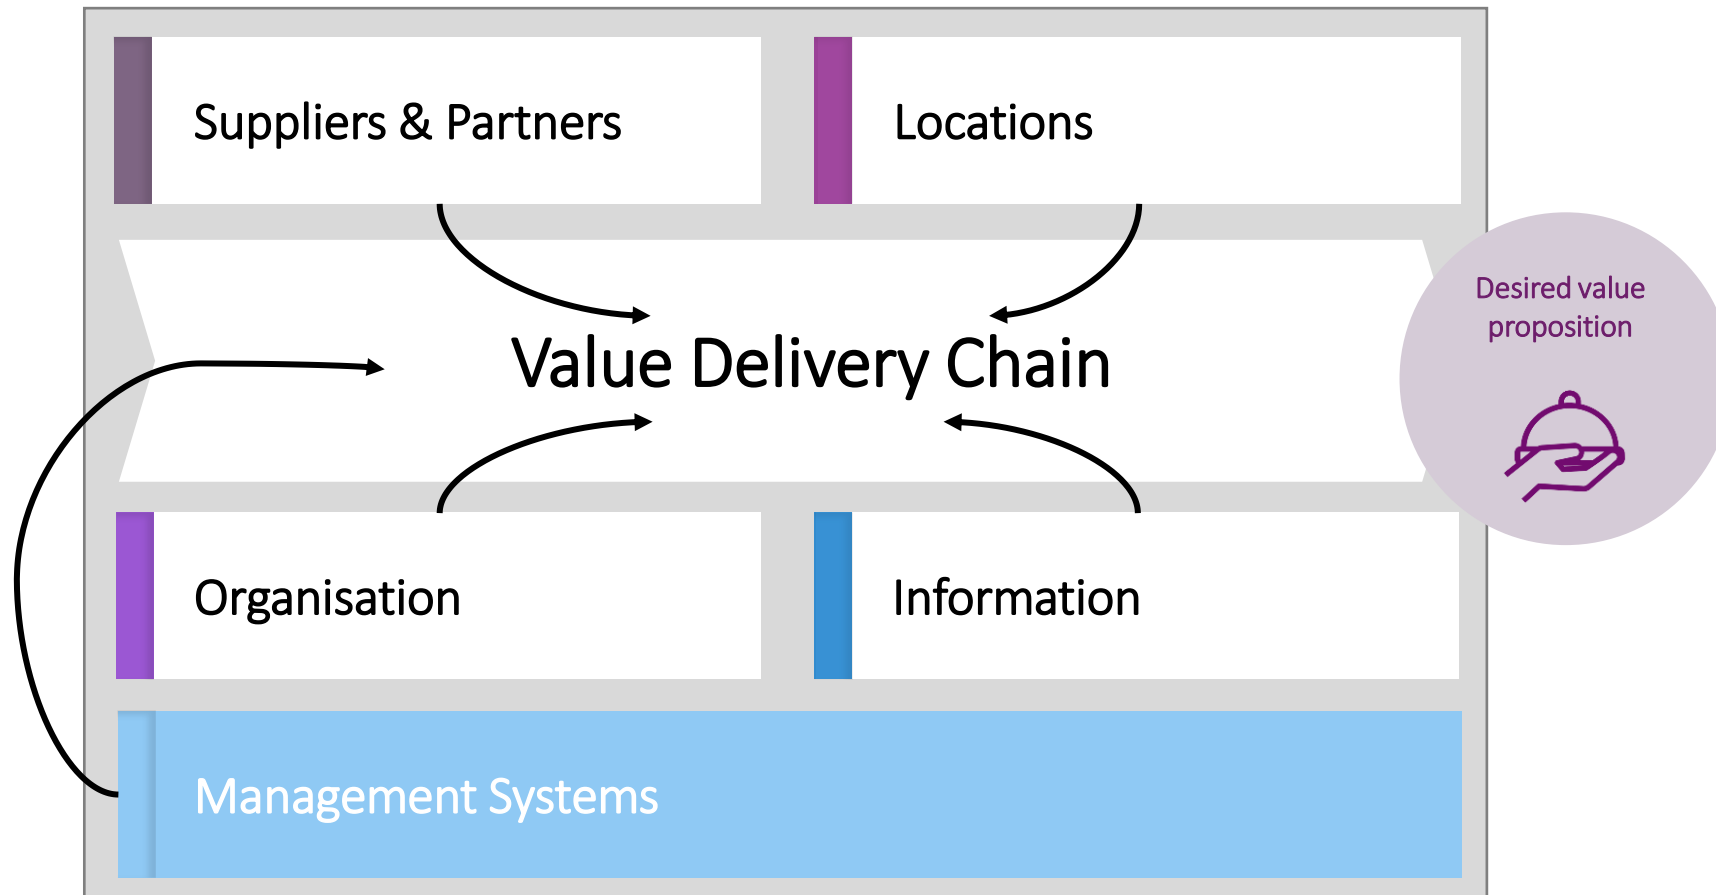 Suppliers & Partners
Locations
Value Delivery Chain
Desired value
proposition
Organisation
Information
Management Systems